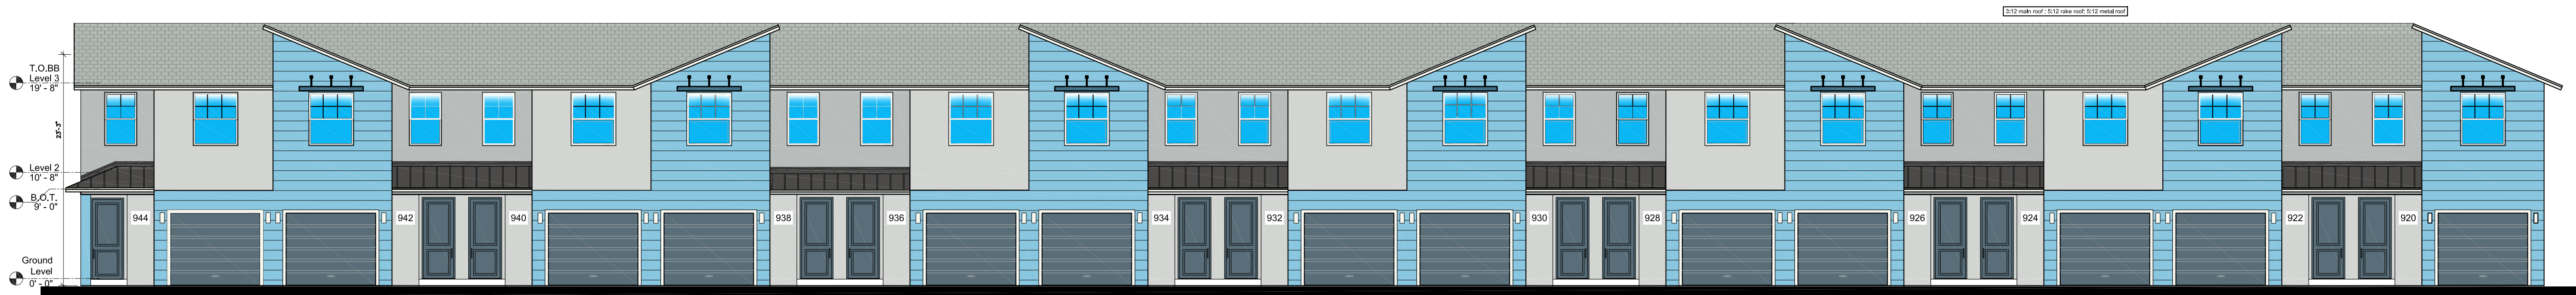 3:12 main roof : 5:12 rake roof: 5:12 metal roof
T.O.BB
Level 3
19' - 8"
23'-3"
Level 2
10' - 8"
B.O.T.
9' - 0"
944
942
940
938
936
934
932
930
928
926
924
922
920
Ground
Level
0' - 0"